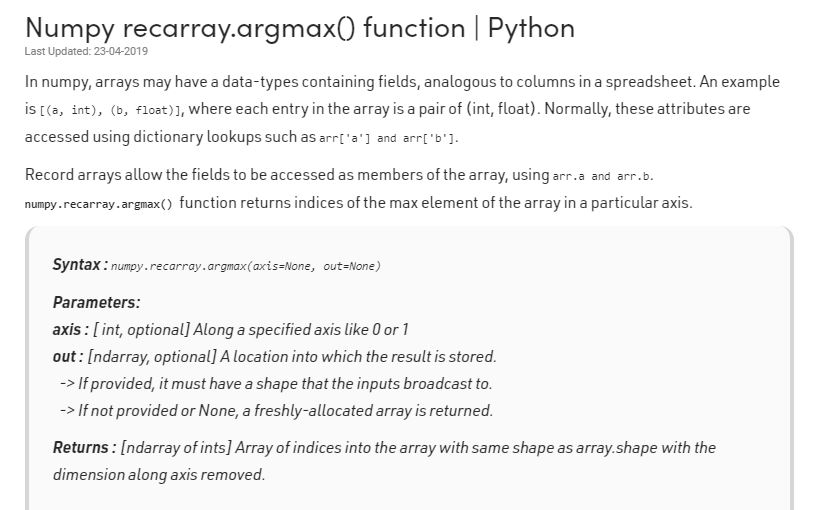 Numpy recarray.argmax() function | Python
Last Updated: 23-04-2019
In numpy, arrays may have a data-types containing fields, analogous to columns in a spreadsheet. An example
is [(a, int), (b, float)], where each entry in the array is a pair of (int, float). Normally, these attributes are
accessed using dictionary lookups such as arr['a'] and arr['b'].
Record arrays allow the fields to be accessed as members of the array, using arr.a and arr.b.
numpy.recarray.argmax() function returns indices of the max element of the array in a particular axis.
Syntax : numpy.recarray.argmax(axis=None, out=None)
Parameters:
axis : [ int, optional] Along a specified axis like 0 or 1
out : [ndarray, optional] A location into which the result is stored.
-> If provided, it must have a shape that the inputs broadcast to.
-> If not provided or None, a freshly-allocated array is returned.
Returns : [ndarray of ints] Array of indices into the array with same shape as array.shape with the
dimension along axis removed.